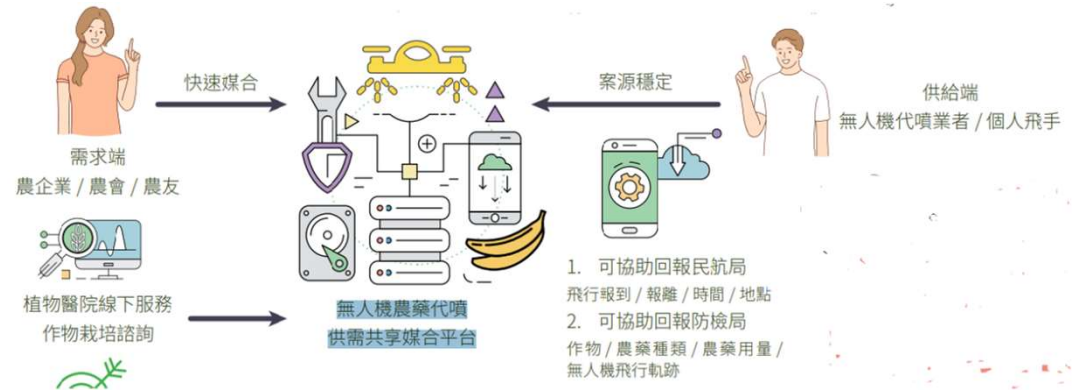 快速媒合
案源穩定
供給端
無人機代噴業者 / 個人飛手
需求端
農企業 / 農會 / 農友
植物醫院線下服務
作物栽培諮詢
無人機農藥代噴
供需共享媒合平台
1. 可協助回報民航局
飛行報到 / 報離 / 時間 / 地點
2. 可協助回報防檢局
作物 / 農藥種類 / 農藥用量 /
無人機飛行軌跡